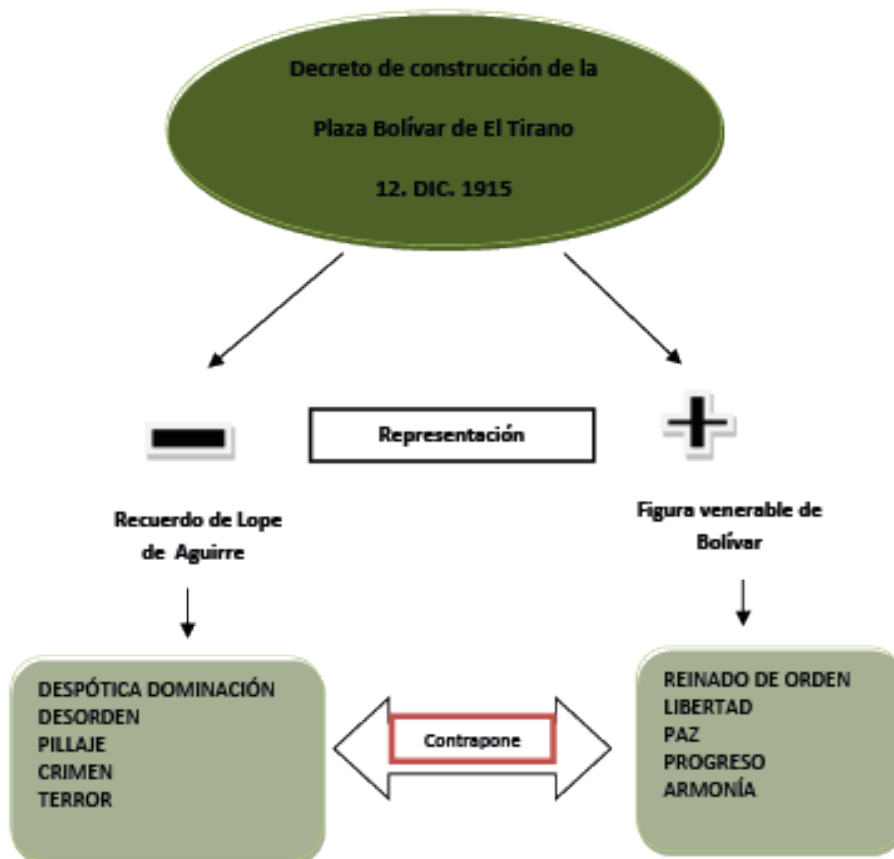 Decreto de construcción de la
Plaza Bolívar de El Tirano
12. DIC. 1915
Representación
Recuerdo de Lope
de Aguirre
Figura venerable de
Bolívar
DESPÓTICA DOMINACIÓN
DESORDEN
PILLAJE
CRIMEN
TERROR
Contrapone
REINADO DE ORDEN
LIBERTAD
PAZ
PROGRESO
ARMONÍA